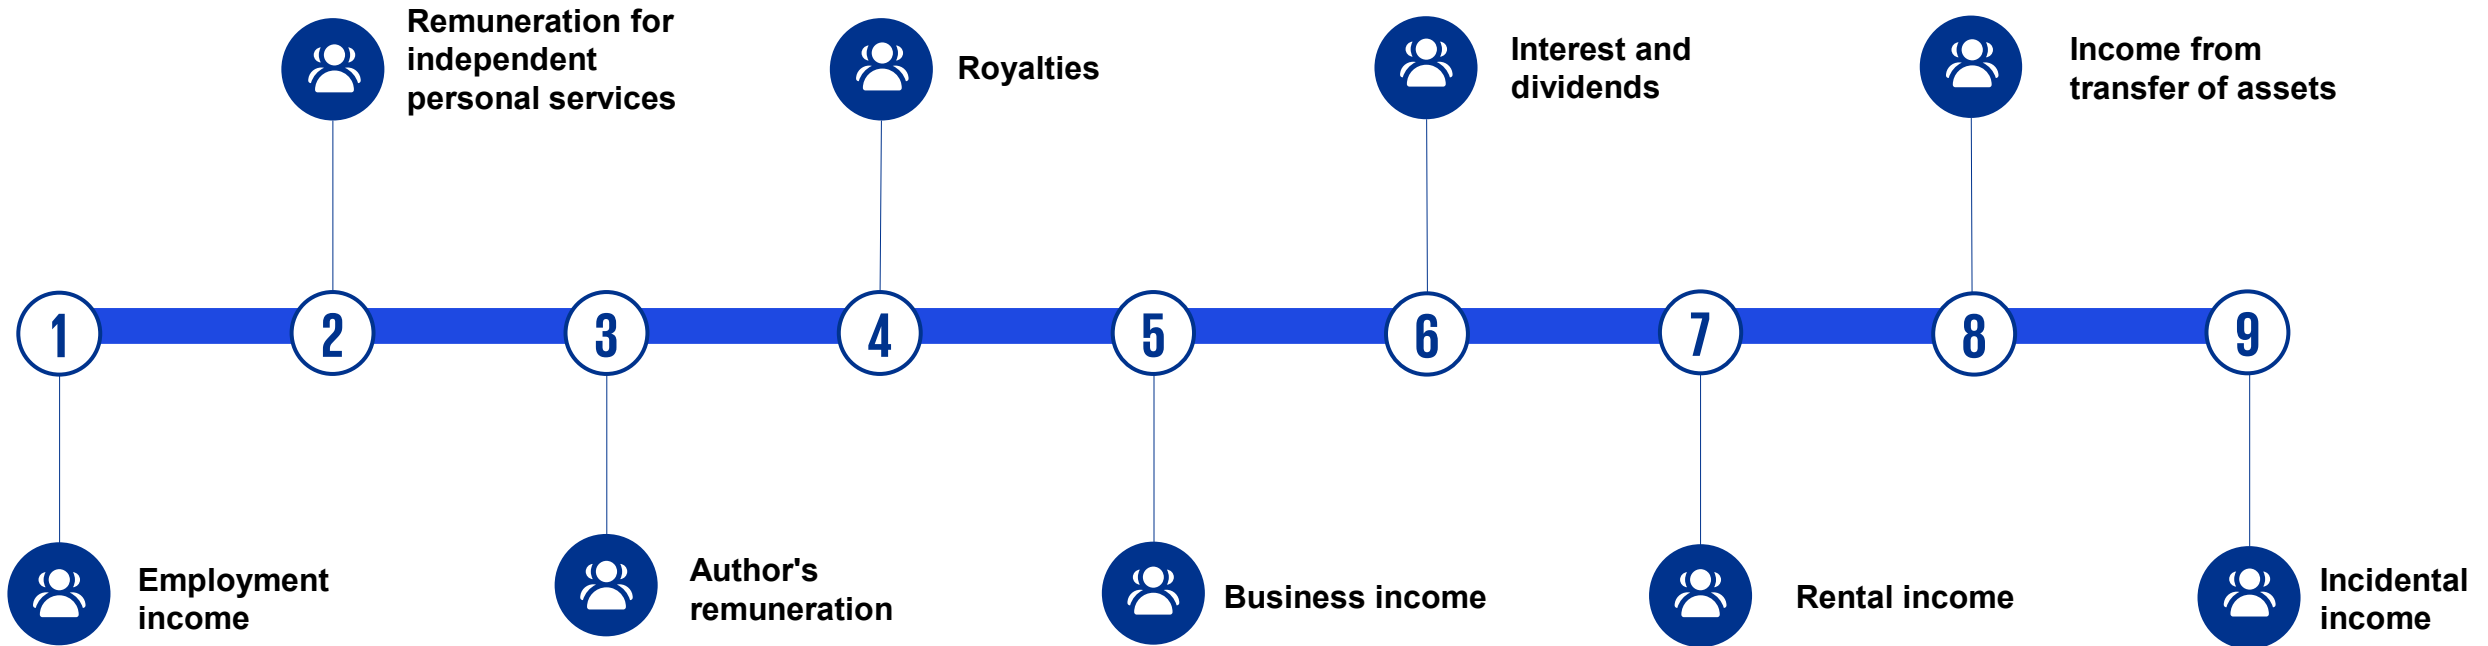 Remuneration for
independent
personal services
Royalties
Interest and
dividends
Income from
transfer of assets
1
2
3
4
5
6
7
8
9
Employment
income
Author's
remuneration
Business income
Rental income
Incidental
income